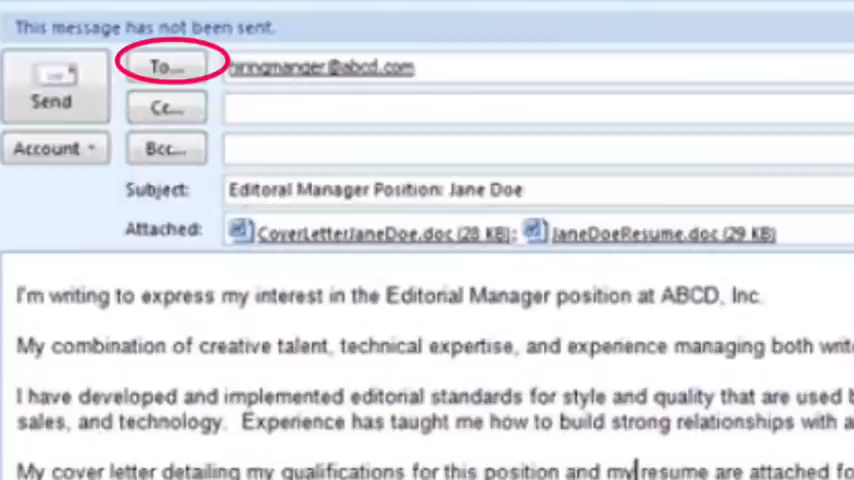 This message has not been sent.
To... hiringmanger@abcd.com
Send
Cc...
Account Bcc...
Subject: Editoral Manager Position: Jane Doe
Attached: CoverLetterJaneDoe.doc (28 KB); JaneDoeResume.doc (29 KB)
I'm writing to express my interest in the Editorial Manager position at ABCD, Inc.
My combination of creative talent, technical expertise, and experience managing both write
I have developed and implemented editorial standards for style and quality that are used b
sales, and technology. Experience has taught me how to build strong relationships with a
My cover letter detailing my qualifications for this position and my resume are attached fo